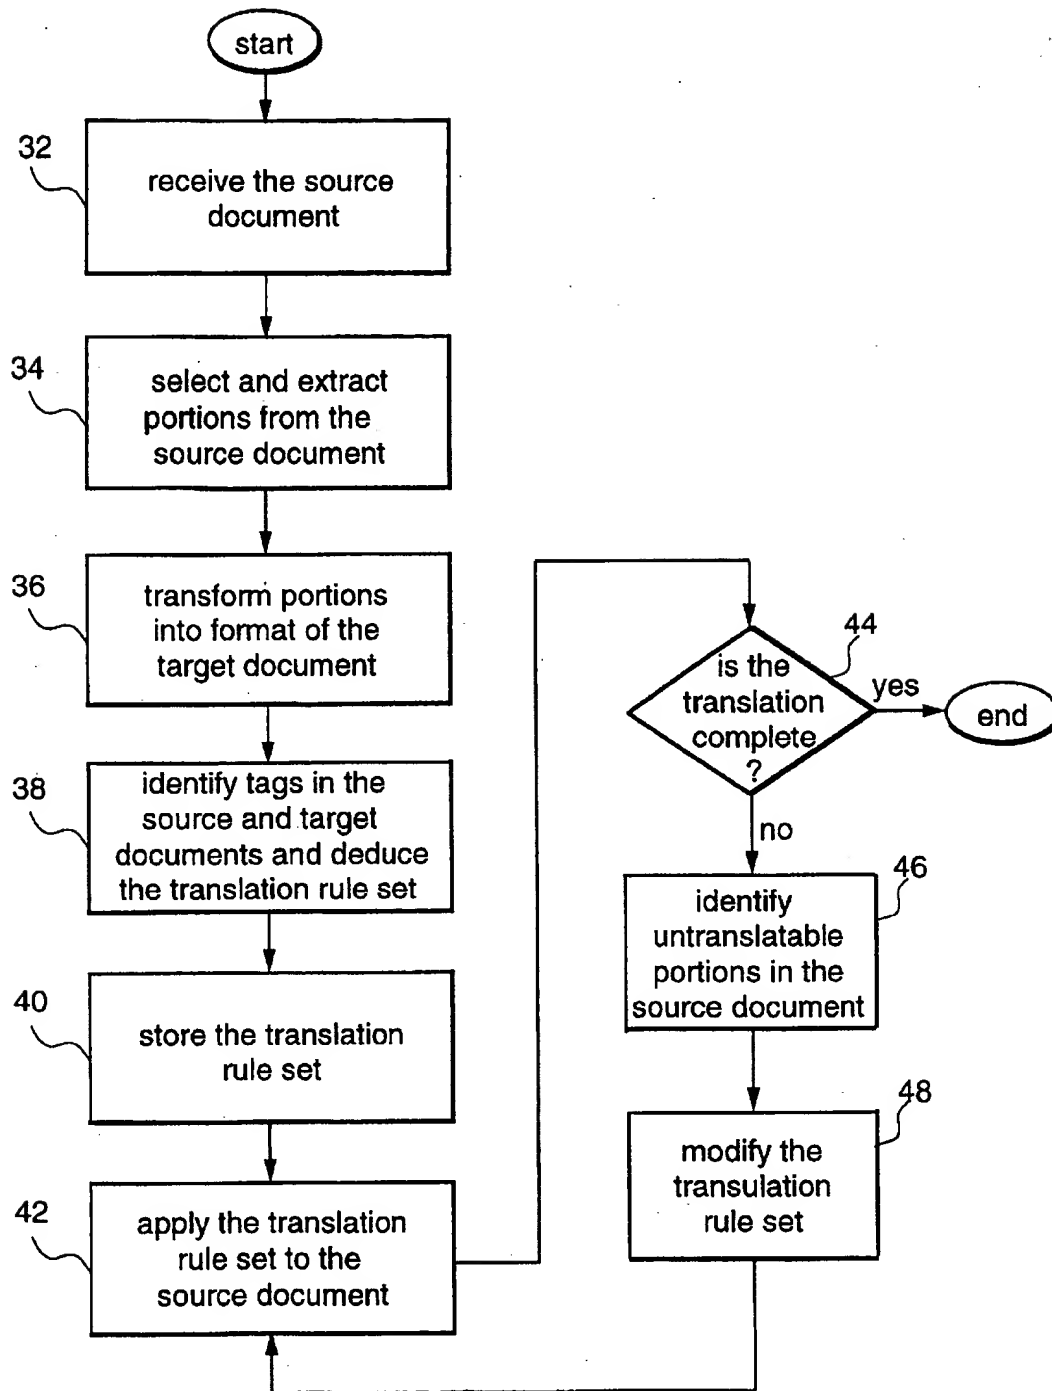 start
32
receive the source
document
34
select and extract
portions from the
source document
36
transform portions
into format of the
target document
38
identify tags in the
source and target
documents and deduce
the translation rule set
40
store the translation
rule set
42
apply the translation
rule set to the
source document
44
is the
translation
complete
?
yes
end
no
46
identify
untranslatable
portions in the
source document
48
modify the
transulation
rule set